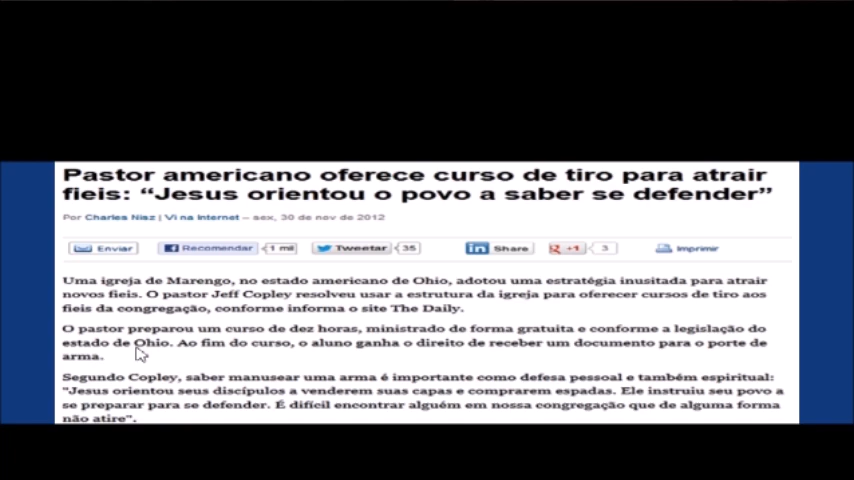 Pastor americano oferece curso de tiro para atrair
fieis: “Jesus orientou o povo a saber se defender”
Por Charles Niaz | Vi na Internet – sex, 30 de nov de 2012
Enviar Recomendar 1 mil Tweetar 35 in Share g +1 3 Imprimir
Uma igreja de Marengo, no estado americano de Ohio, adotou uma estratégia inusitada para atrair
novos fieis. O pastor Jeff Copley resolveu usar a estrutura da igreja para oferecer cursos de tiro aos
fieis da congregação, conforme informa o site The Daily.
O pastor preparou um curso de dez horas, ministrado de forma gratuita e conforme a legislação do
estado de Ohio. Ao fim do curso, o aluno ganha o direito de receber um documento para o porte de
arma.
Segundo Copley, saber manusear uma arma é importante como defesa pessoal e também espiritual:
"Jesus orientou seus discípulos a venderem suas capas e comprarem espadas. Ele instruiu seu povo a
se preparar para se defender. É difícil encontrar alguém em nossa congregação que de alguma forma
não atire".